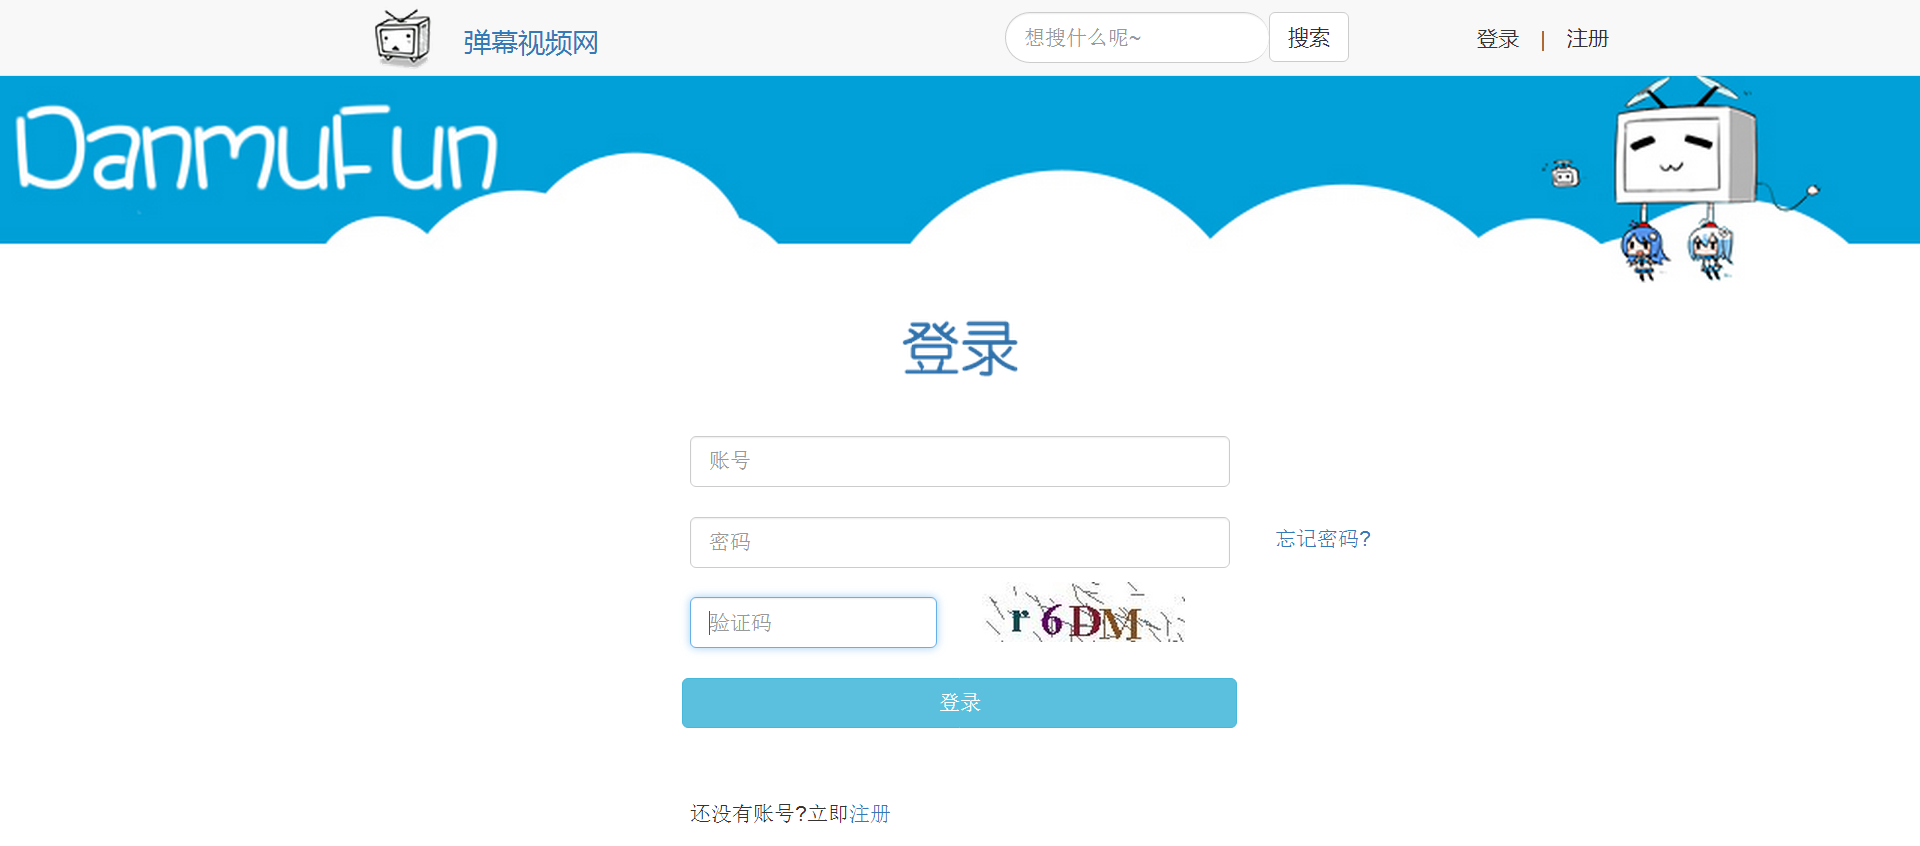 弹幕视频网
想搜什么呢~ 搜索
登录 | 注册
DanmuFun
登录
账号
密码
忘记密码?
验证码
r6DM
登录
还没有账号?立即注册